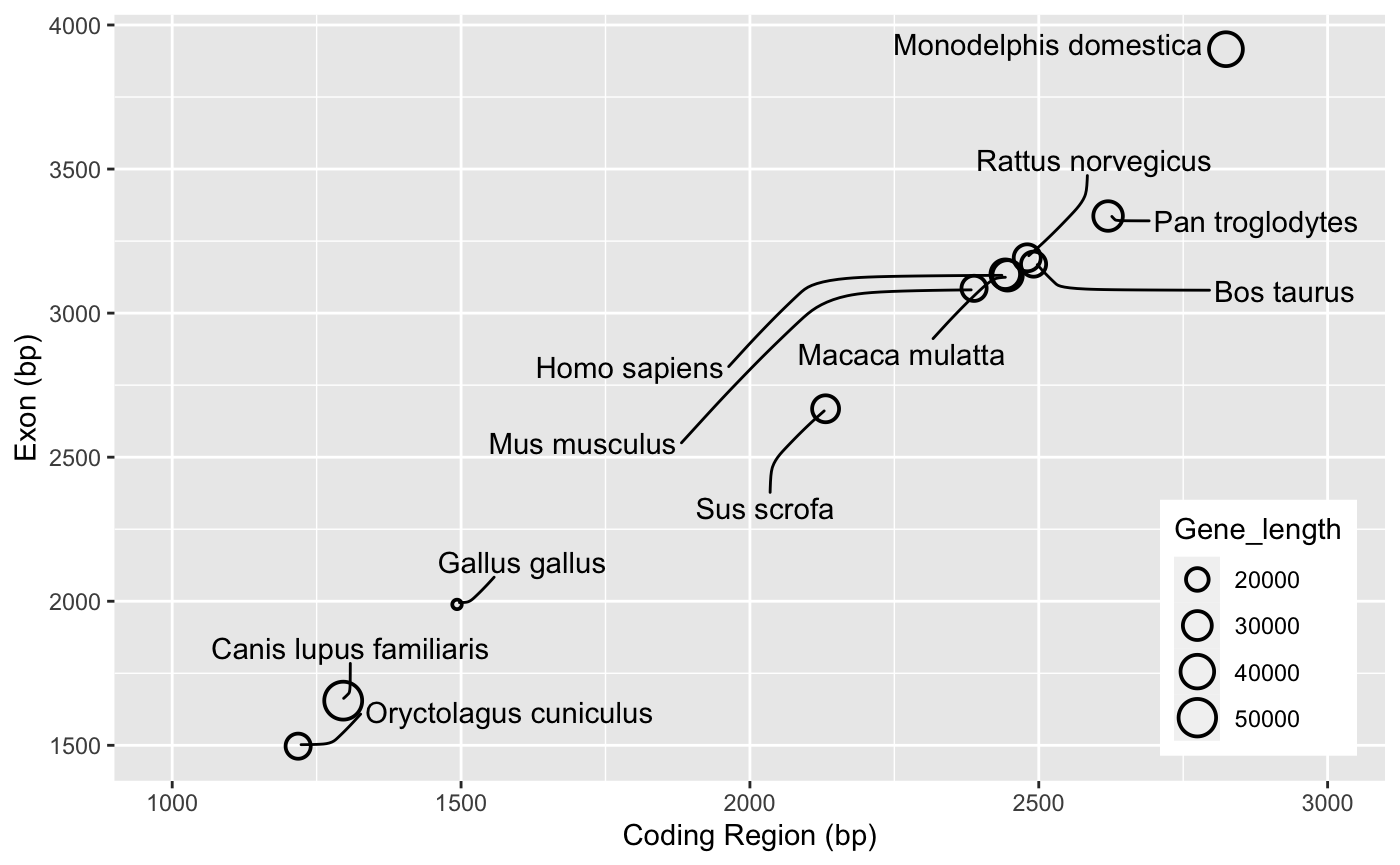 4000
3500
3000
2500
2000
1500
Exon (bp)
Monodelphis domestica
Rattus norvegicus
Pan troglodytes
Bos taurus
Macaca mulatta
Homo sapiens
Mus musculus
Sus scrofa
Gallus gallus
Canis lupus familiaris
Oryctolagus cuniculus
Gene_length
20000
30000
40000
50000
1000
1500
2000
2500
3000
Coding Region (bp)